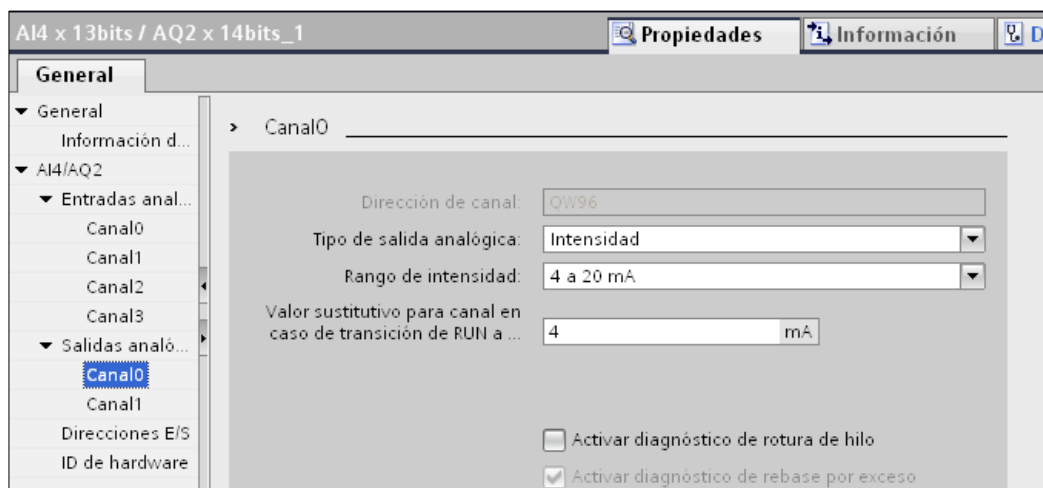 AI4 x 13bits / AQ2 x 14bits_1
Propiedades
Información
D
General
General
Información d...
AI4/AQ2
Entradas anal...
Canal0
Canal1
Canal2
Canal3
Salidas analó...
Canal0
Canal1
Direcciones E/S
ID de hardware
Canal0
Dirección de canal: QW96
Tipo de salida analógica: Intensidad
Rango de intensidad: 4 a 20 mA
Valor sustitutivo para canal en
caso de transición de RUN a ... 4 mA
Activar diagnóstico de rotura de hilo
Activar diagnóstico de rebase por exceso